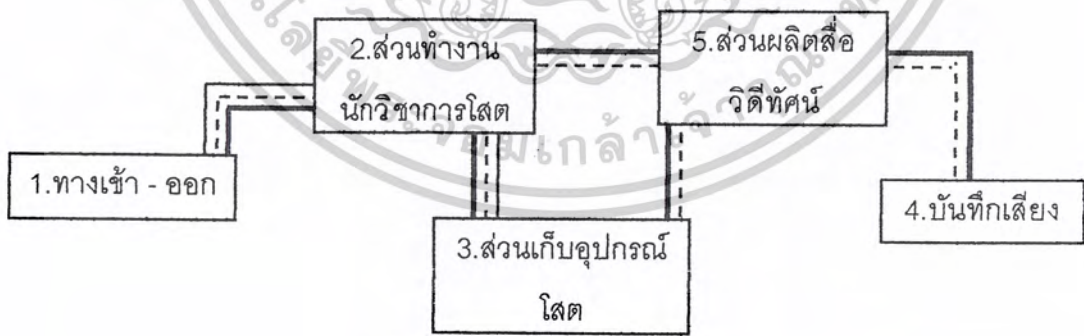 2.ส่วนทำงาน
นักวิชาการโสต
5.ส่วนผลิตสื่อ
วิดีทัศน์
1.ทางเข้า - ออก
3.ส่วนเก็บอุปกรณ์
โสต
4.บันทึกเสียง